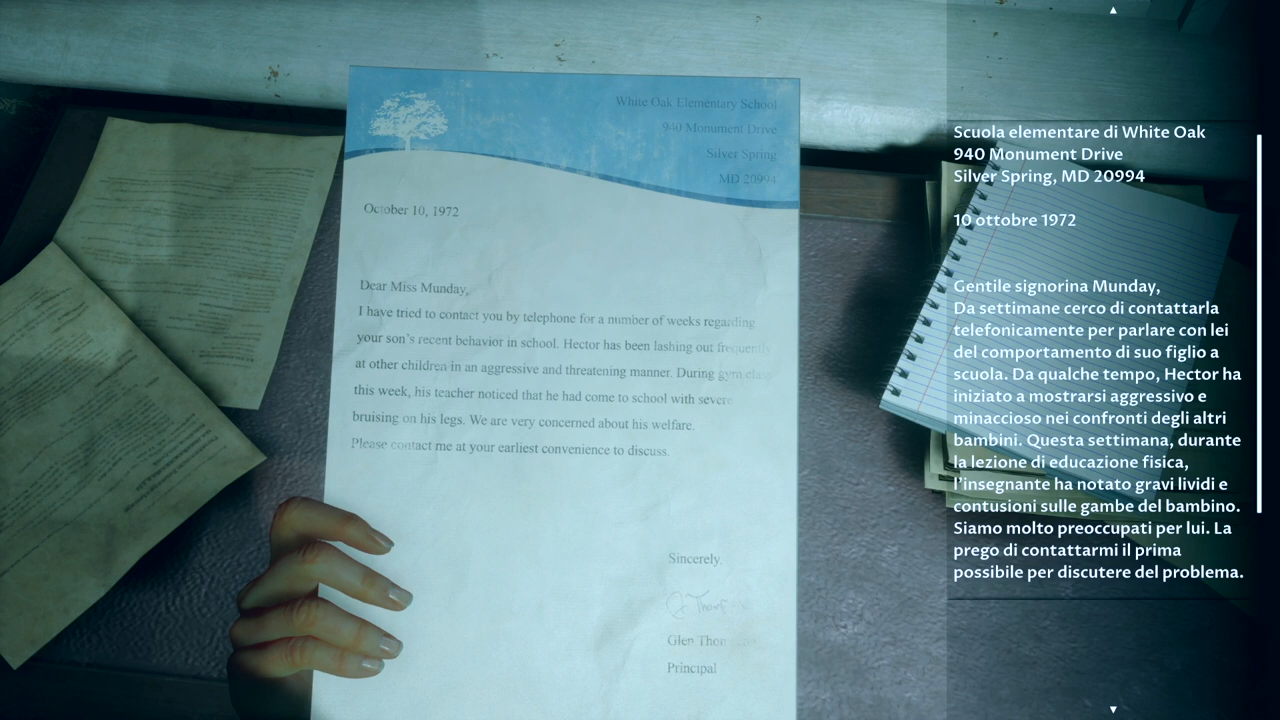 White Oak Elementary School
940 Monument Drive
Silver Spring
MD 20994
October 10, 1972
Dear Miss Munday,
I have tried to contact you by telephone for a number of weeks regarding
your son's recent behavior in school. Hector has been lashing out frequently
at other children in an aggressive and threatening manner. During gym class
this week, his teacher noticed that he had come to school with severe
bruising on his legs. We are very concerned about his welfare.
Please contact me at your earliest convenience to discuss.
Sincerely
Glen
Principal
Scuola elementare di White Oak
940 Monument Drive
Silver Spring, MD 20994
10 ottobre 1972
Gentile signorina Munday,
Da settimane cerco di contattarla
telefonicamente per parlare con lei
del comportamento di suo figlio a
scuola. Da qualche tempo, Hector ha
iniziato a mostrarsi aggressivo e
minaccioso nei confronti degli altri
bambini. Questa settimana, durante
la lezione di educazione fisica,
l'insegnante ha notato gravi lividi e
contusioni sulle gambe del bambino.
Siamo molto preoccupati per lui. La
prego di contattarmi il prima
possibile per discutere del problema.